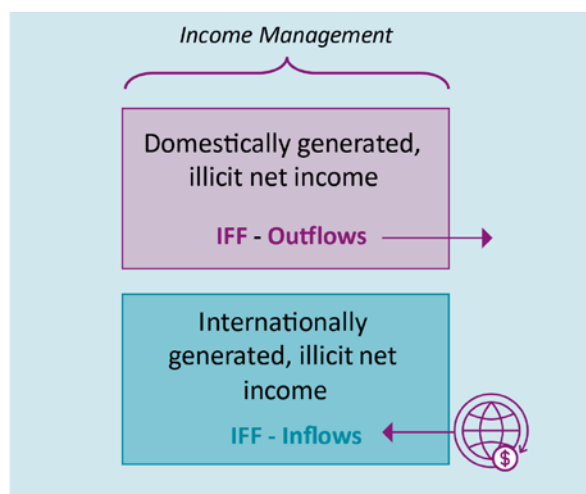 Income Management
Domestically generated,
illicit net income
IFF - Outflows
Internationally
generated, illicit net
income
IFF - Inflows
$